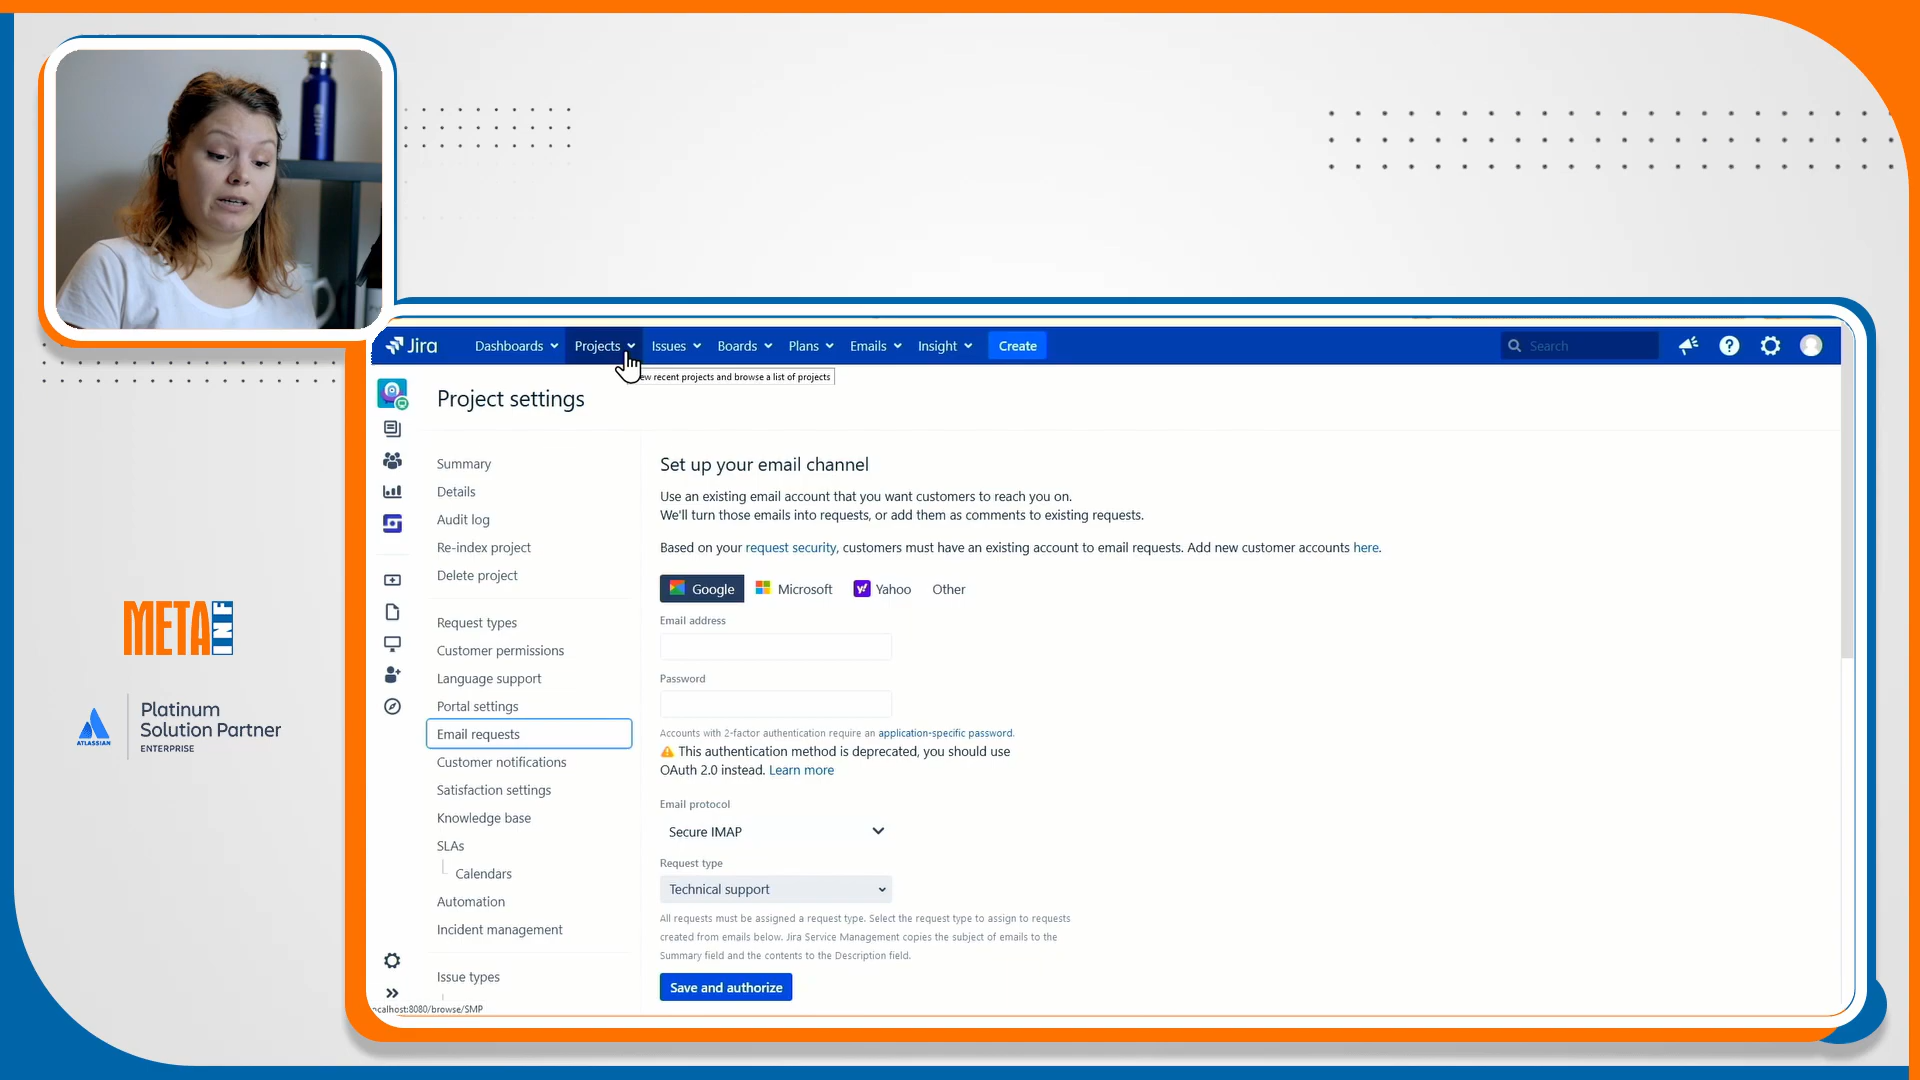 Jira
Dashboards
Projects
Issues
Boards
Plans
Emails
Insight
Create
Search
ew recent projects and browse a list of projects
Project settings
Summary
Details
Audit log
Re-index project
Delete project
Request types
Customer permissions
Language support
Portal settings
Email requests
Customer notifications
Satisfaction settings
Knowledge base
SLAs
Calendars
Automation
Incident management
Issue types
Set up your email channel
Use an existing email account that you want customers to reach you on.
We'll turn those emails into requests, or add them as comments to existing requests.
Based on your request security, customers must have an existing account to email requests. Add new customer accounts here.
Google
Microsoft
Yahoo
Other
Email address
Password
Accounts with 2-factor authentication require an application-specific password.
This authentication method is deprecated, you should use
OAuth 2.0 instead. Learn more
Email protocol
Secure IMAP
Request type
Technical support
All requests must be assigned a request type. Select the request type to assign to requests
created from emails below. Jira Service Management copies the subject of emails to the
Summary field and the contents to the Description field.
Save and authorize
ocalhost:8080/browse/SMP
METAINF
ATLASSIAN
Platinum
Solution Partner
ENTERPRISE